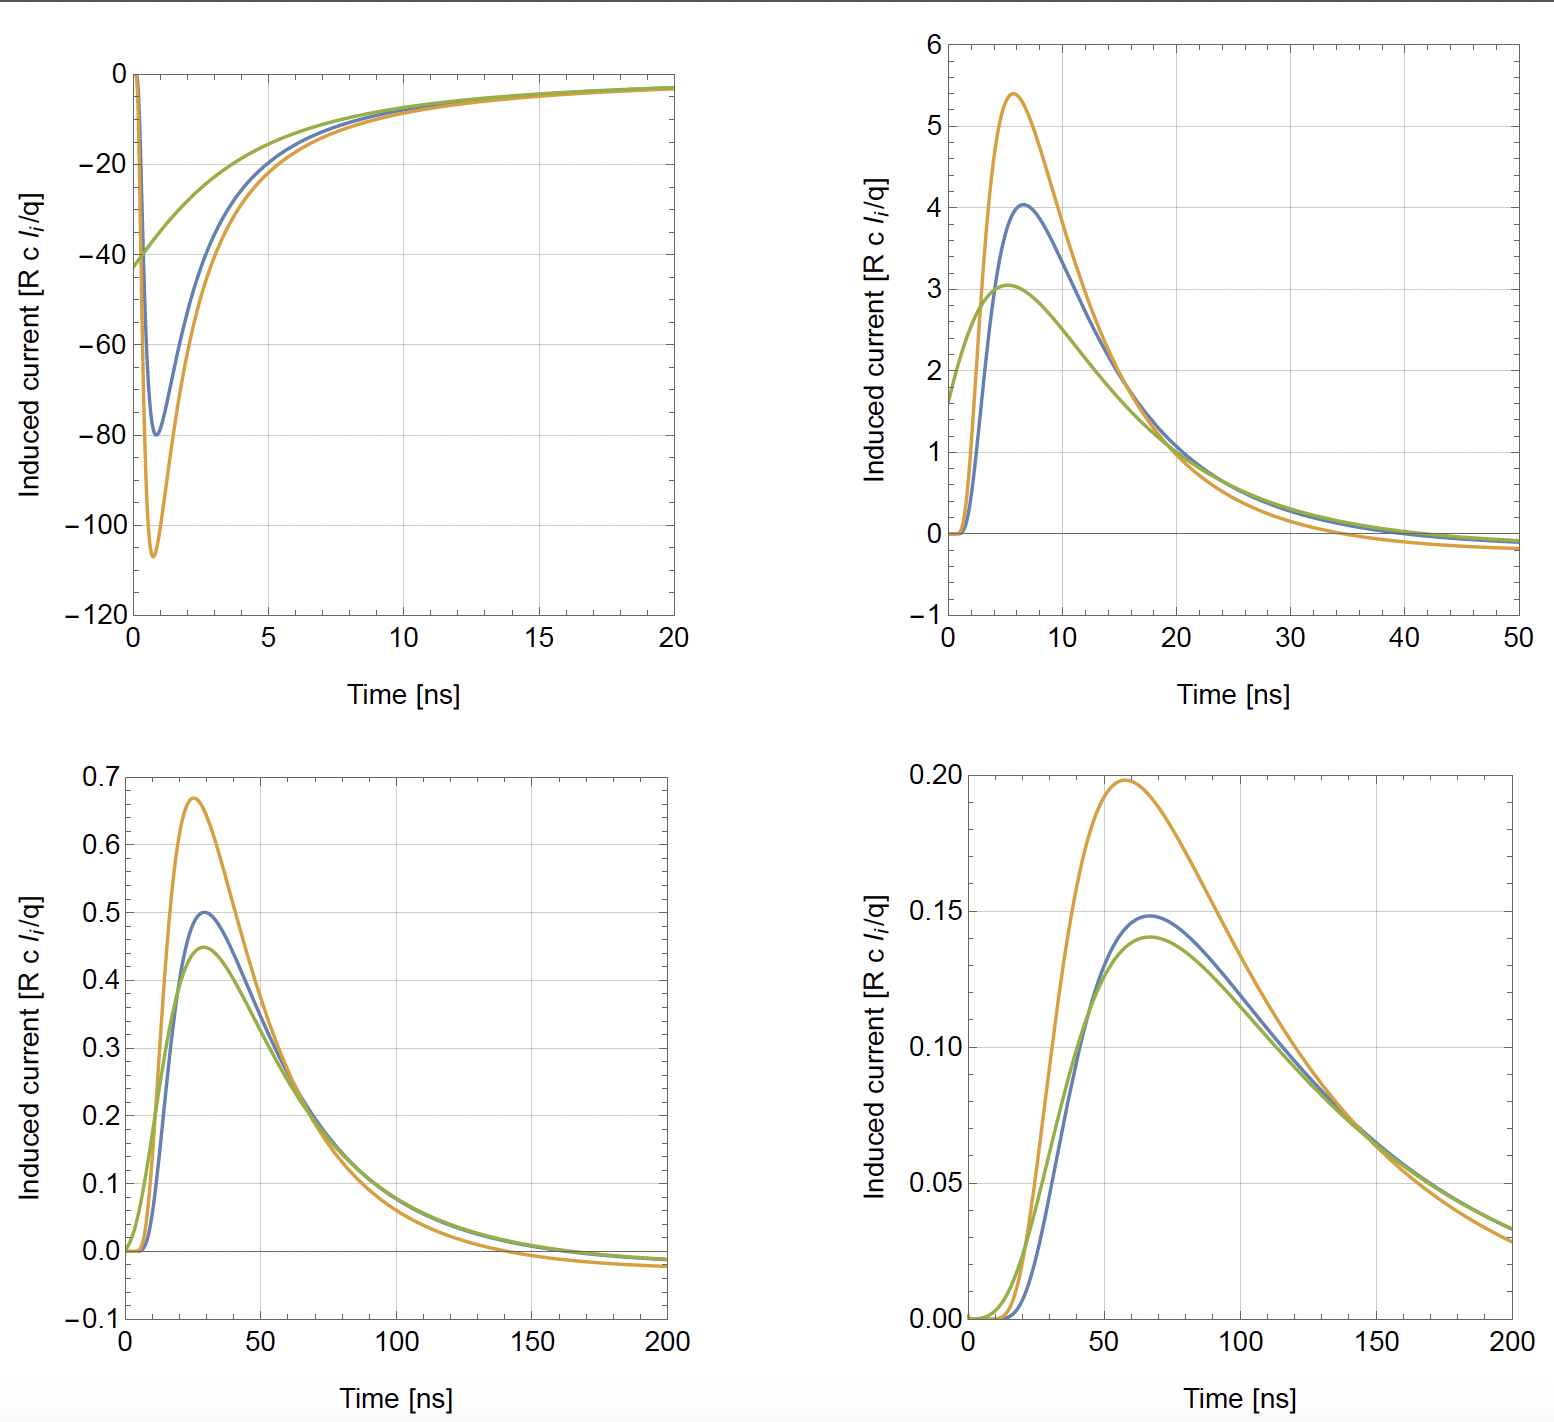 0
−20
−40
−60
−80
−100
−120
0 5 10 15 20
Time [ns]
Induced current [R c Ii/q]
6
5
4
3
2
1
0
−1
0 10 20 30 40 50
Time [ns]
Induced current [R c Ii/q]
0.7
0.6
0.5
0.4
0.3
0.2
0.1
0.0
−0.1
0 50 100 150 200
Time [ns]
Induced current [R c Ii/q]
0.20
0.15
0.10
0.05
0.00
0 50 100 150 200
Time [ns]
Induced current [R c Ii/q]